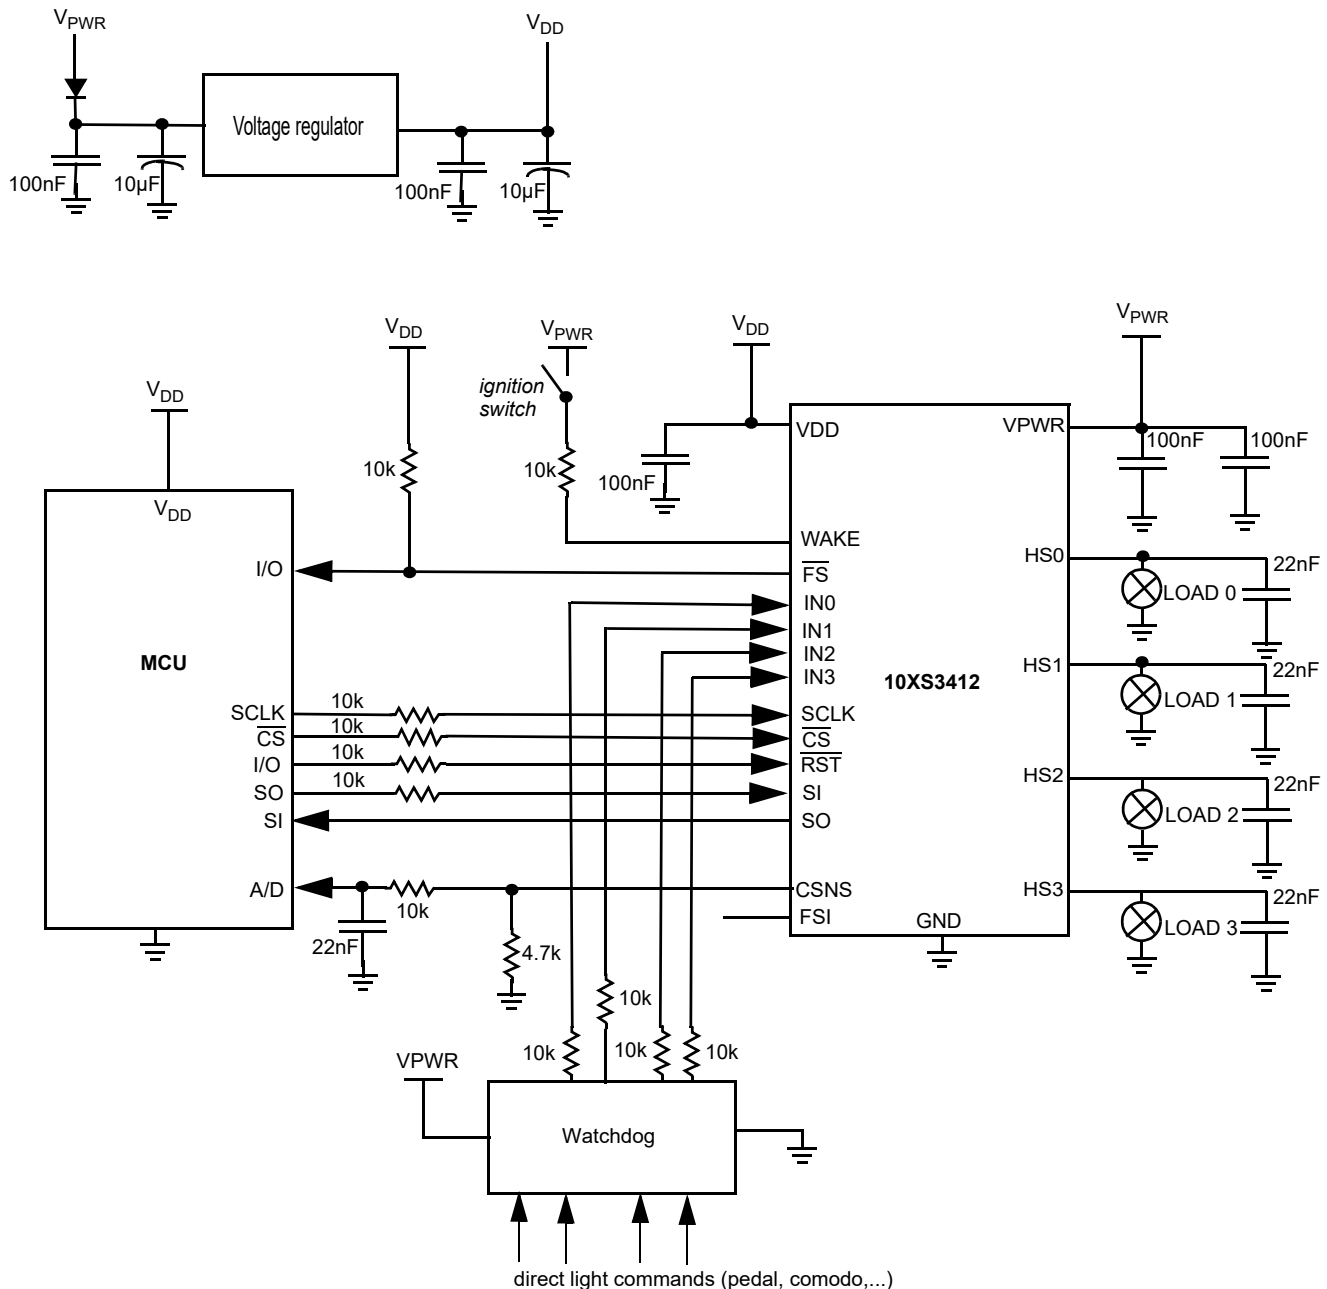 VPWR
VDD
Voltage regulator
100nF
10µF
100nF
10µF
VDD
VPWR
VDD
VPWR
VDD
ignition
switch
10k
10k
100nF
VDD
VPWR
100nF
100nF
VDD
WAKE
I/O
FS
IN0
IN1
IN2
IN3
HS0
22nF
LOAD 0
MCU
10XS3412
HS1
22nF
LOAD 1
SCLK
10k
SCLK
CS
10k
CS
I/O
10k
RST
SO
10k
SI
SI
SO
HS2
22nF
LOAD 2
A/D
10k
CSNS
FSI
GND
HS3
22nF
LOAD 3
22nF
4.7k
10k
10k
10k
10k
VPWR
Watchdog
direct light commands (pedal, comodo,...)